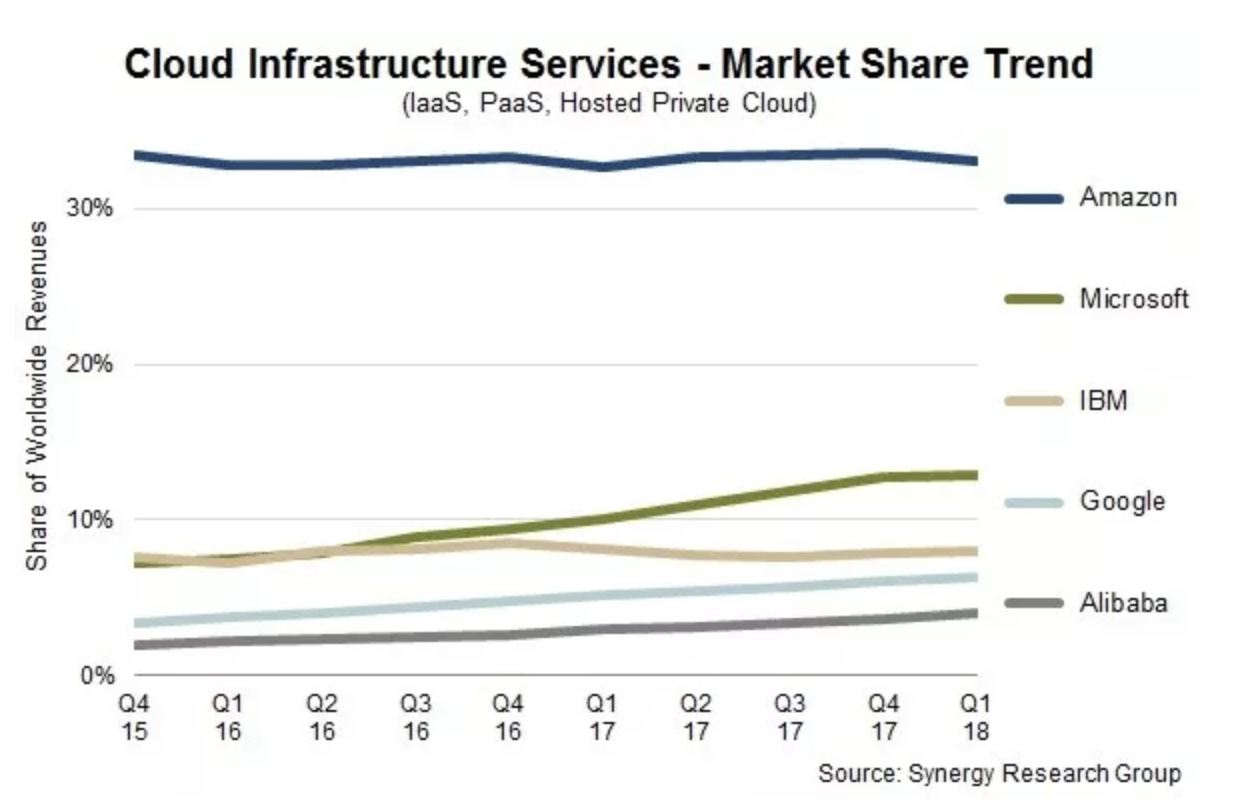 Cloud Infrastructure Services - Market Share Trend
(IaaS, PaaS, Hosted Private Cloud)
Share of Worldwide Revenues
30%
20%
10%
0%
Amazon
Microsoft
IBM
Google
Alibaba
Q4 Q1 Q2 Q3 Q4 Q1 Q2 Q3 Q4 Q1
15 16 16 16 16 17 17 17 17 18
Source: Synergy Research Group